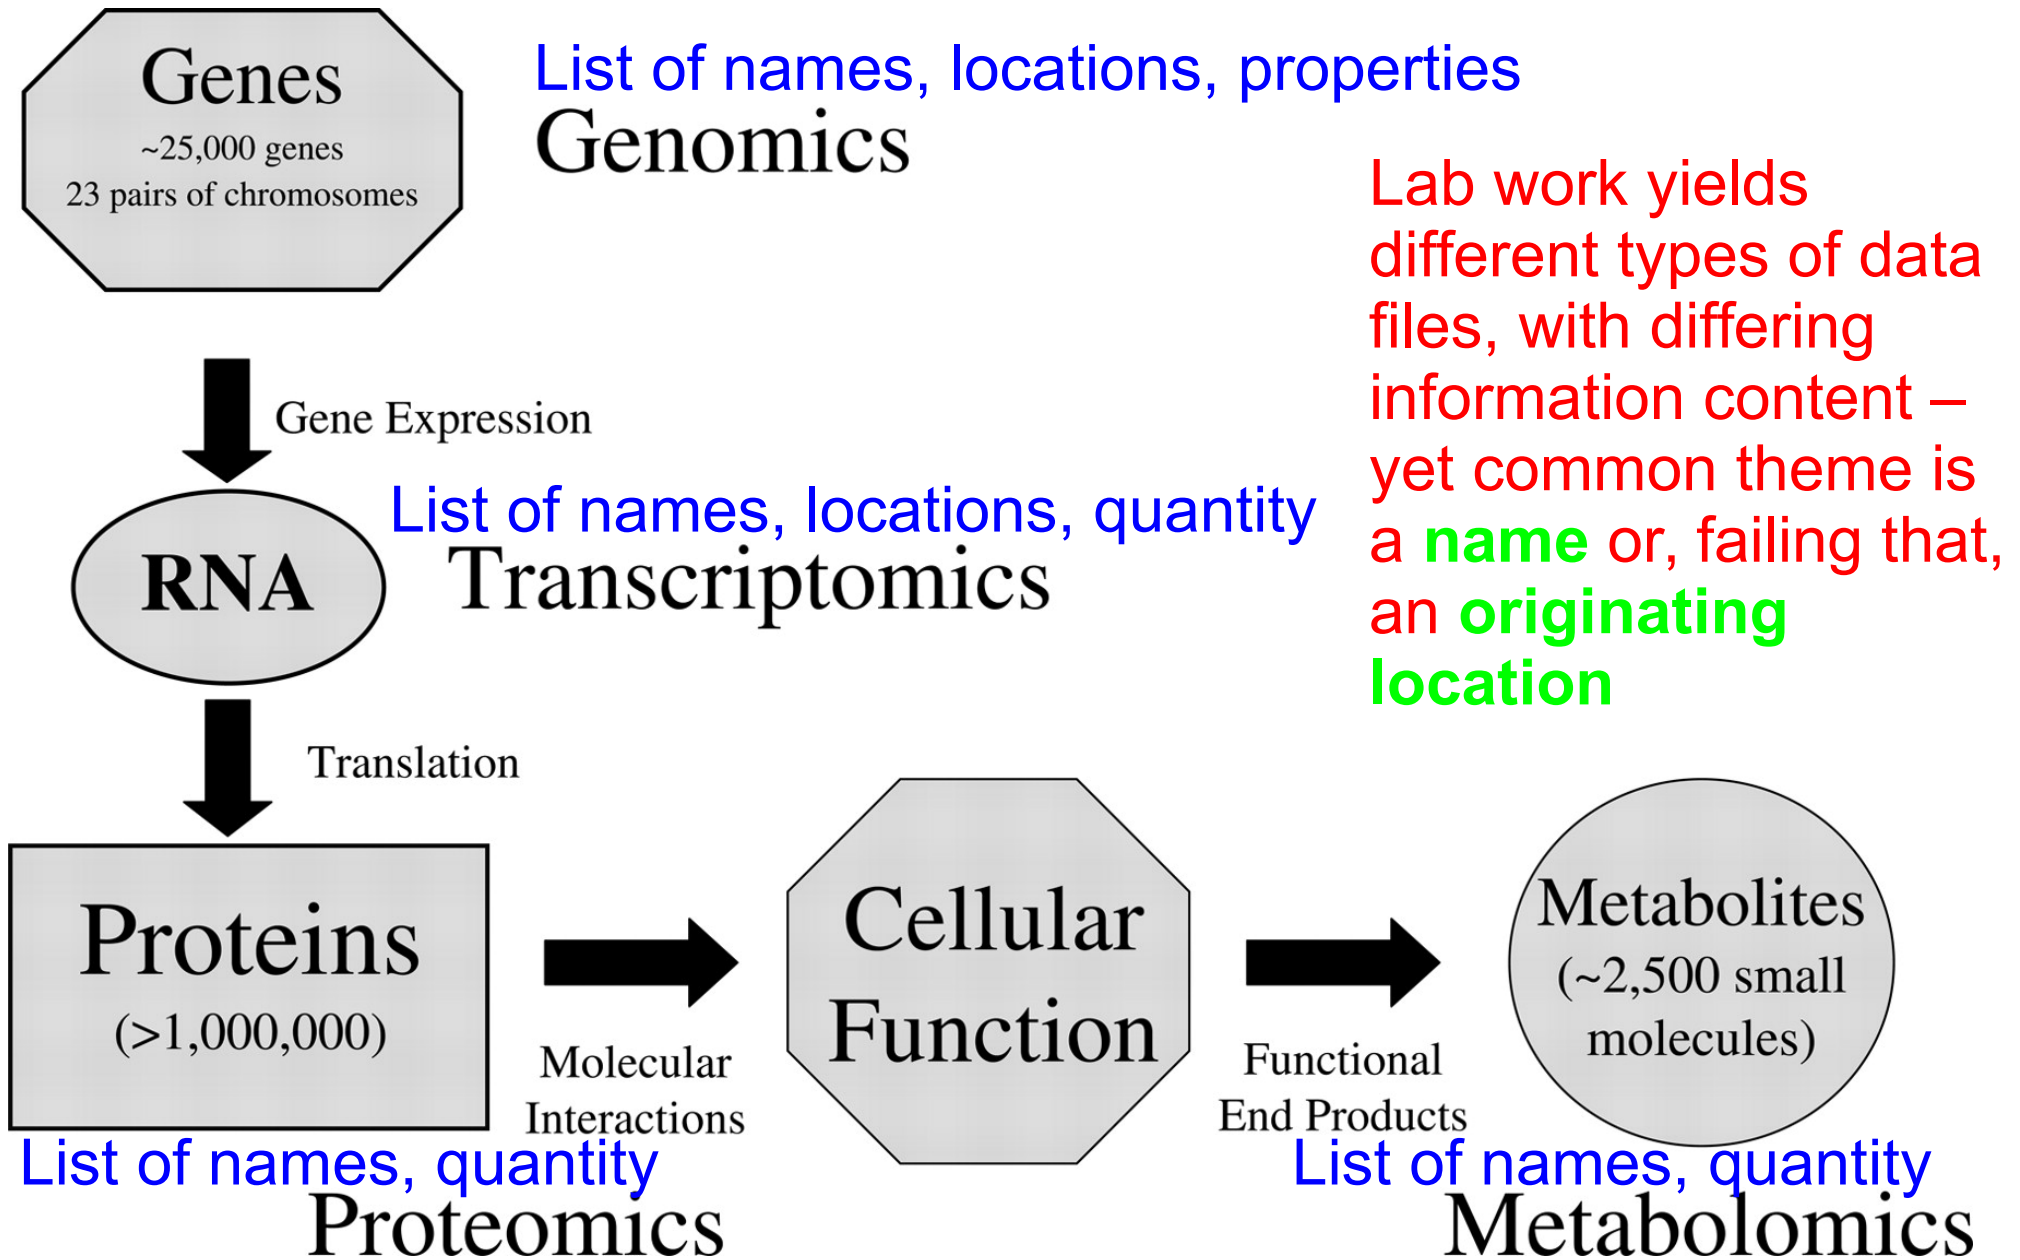 Genes
~25,000 genes
23 pairs of chromosomes
List of names, locations, properties
Genomics
Lab work yields
different types of data
files, with differing
information content –
yet common theme is
a name or, failing that,
an originating
location
Gene Expression
List of names, locations, quantity
RNA
Transcriptomics
Translation
Proteins
(>1,000,000)
Molecular
Interactions
Cellular
Function
Functional
End Products
Metabolites
(~2,500 small
molecules)
List of names, quantity
Proteomics
List of names, quantity
Metabolomics